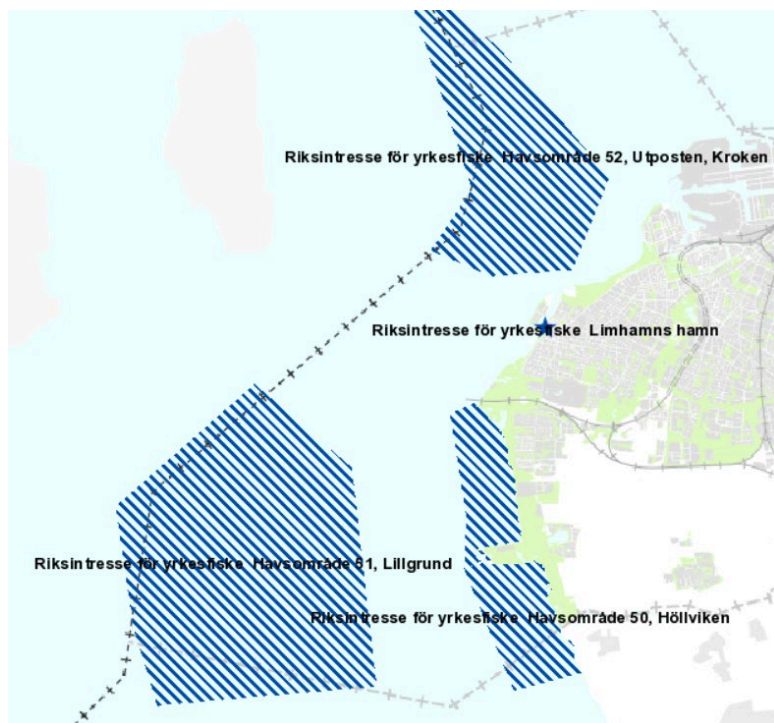 Riksintresse för yrkesfiske Havsområde 52, Utposten, Kroken
Riksintresse för yrkesfiske Limhamns hamn
Riksintresse för yrkesfiske Havsområde 51, Lillgrund
Riksintresse för yrkesfiske Havsområde 50, Höllviken